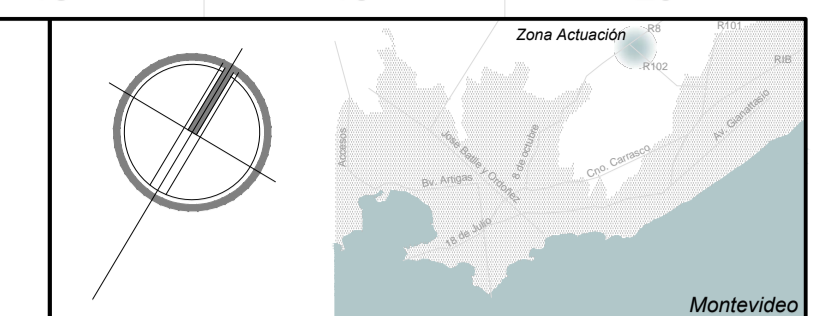 Zona Actuación
R8
R101
R102
RIB
Accesos
Jose Batlle y Ordoñez
8 de octubre
Cno. Carrasco
Av. Gianattasio
Bv. Artigas
18 de Julio
Montevideo